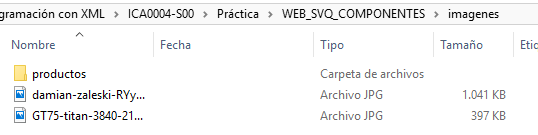 gramación con XML > ICA0004-S00 > Práctica > WEB_SVQ_COMPONENTES > imagenes
Nombre Fecha Tipo Tamaño Etic
productos Carpeta de archivos
damian-zaleski-RYy... Archivo JPG 1.041 KB
GT75-titan-3840-21... Archivo JPG 397 KB